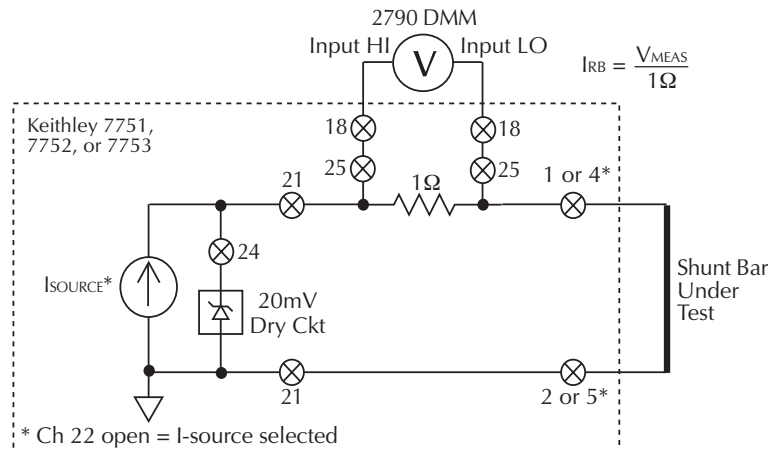 2790 DMM
Input HI
Input LO
V
IRB = VMEAS
1Ω
Keithley 7751,
7752, or 7753
18
18
25
25
21
1Ω
1 or 4*
24
ISOURCE*
20mV
Dry Ckt
Shunt Bar
Under
Test
21
2 or 5*
* Ch 22 open = I-source selected